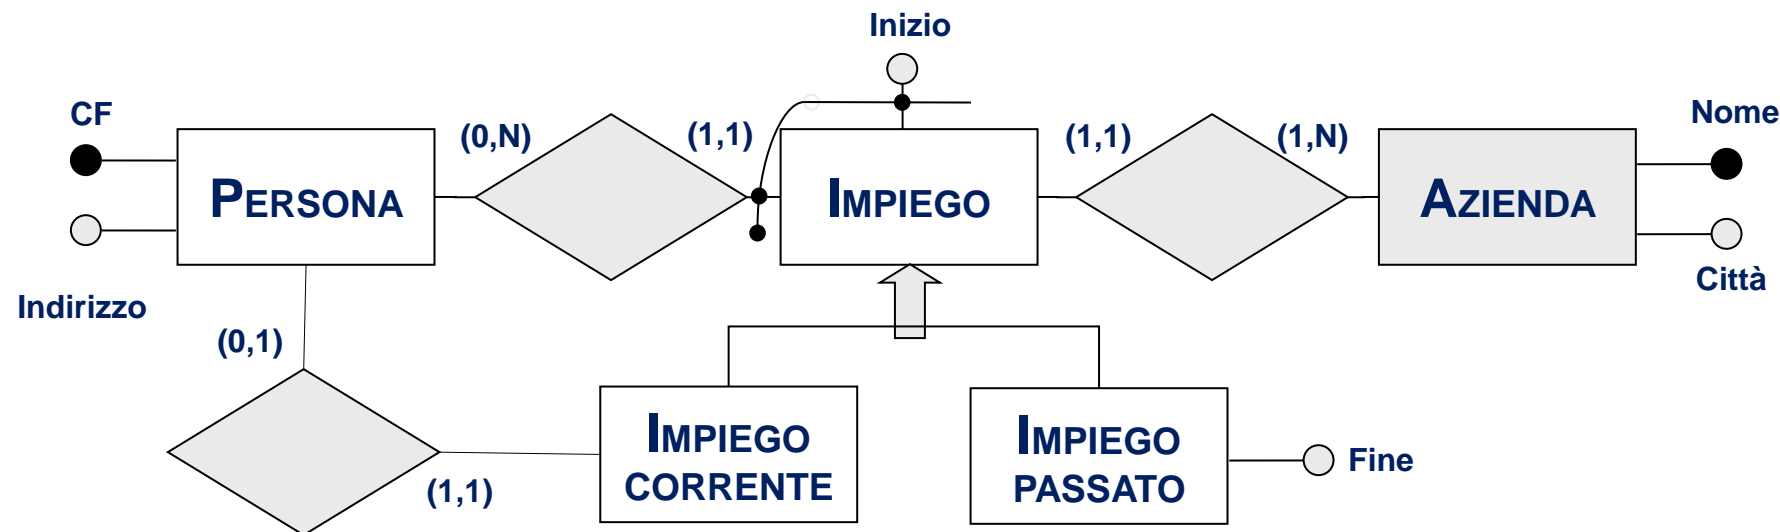 Inizio
CF
Nome
(0,N)
(1,1)
(1,1)
(1,N)
PERSONA
IMPIEGO
AZIENDA
Indirizzo
Città
(0,1)
IMPIEGO
CORRENTE
IMPIEGO
PASSATO
Fine
(1,1)